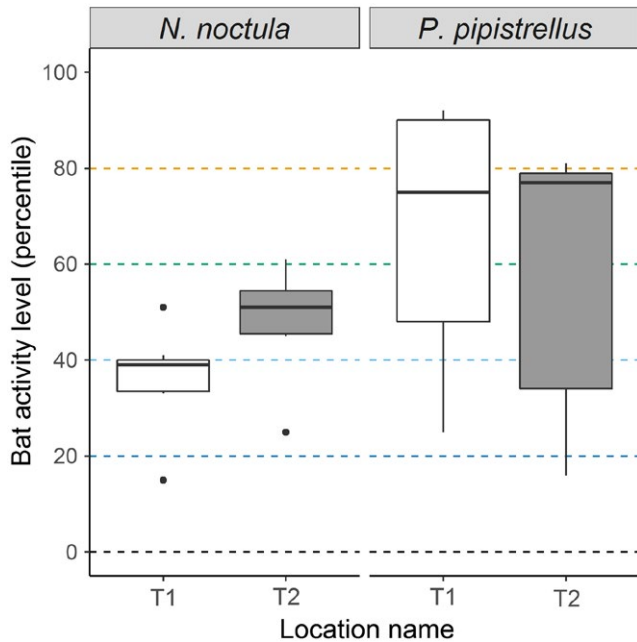 N. noctula P. pipistrellus
100
80
60
40
20
0
Bat activity level (percentile)
T1 T2 T1 T2
Location name